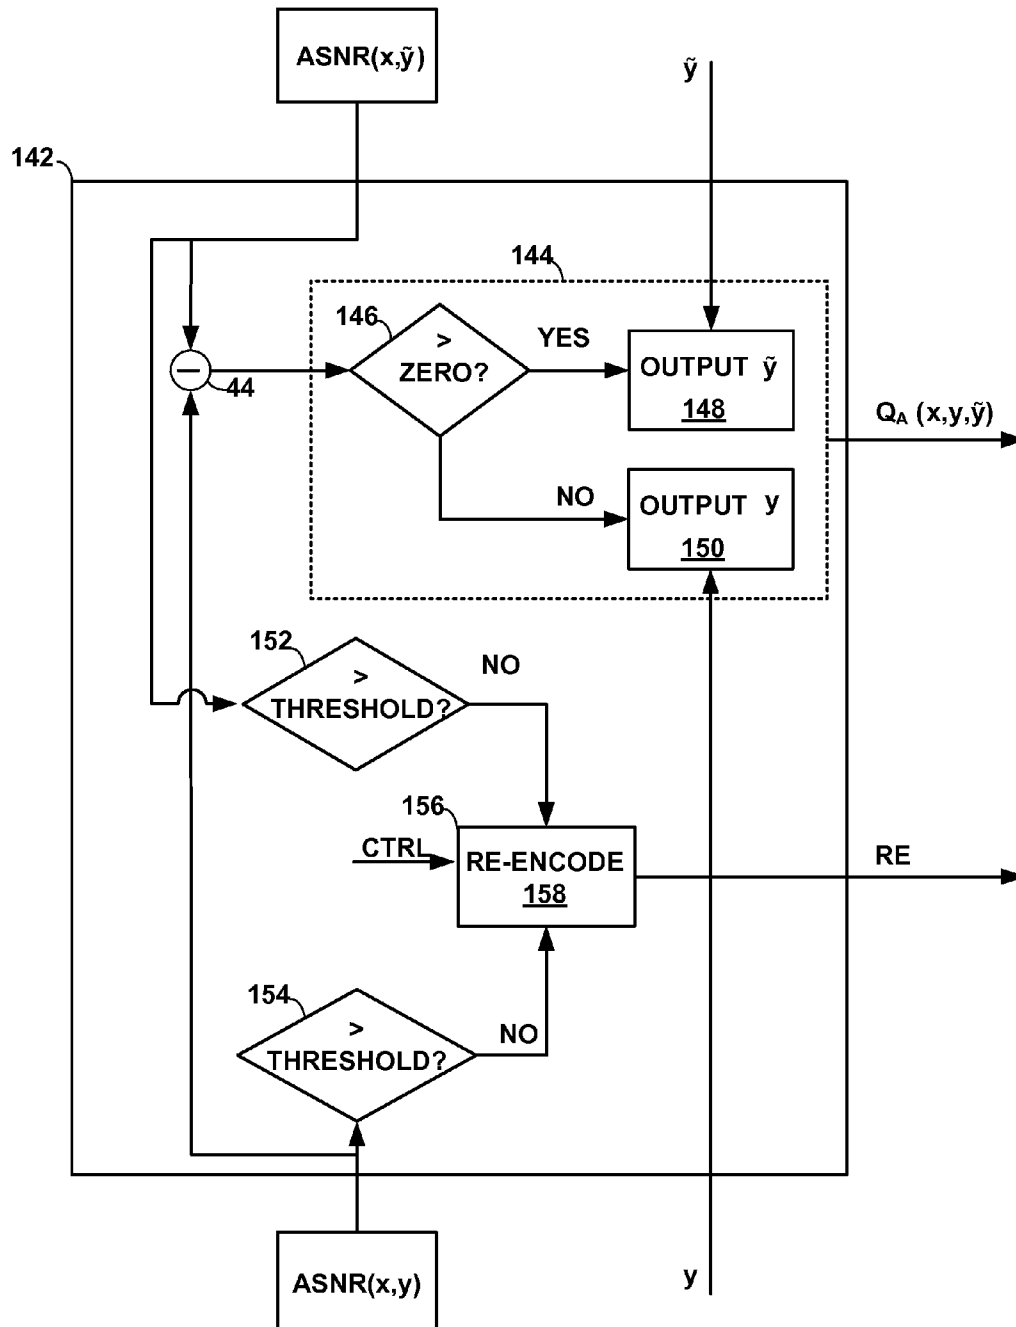 ASNR(x,ỹ)
ỹ
142
144
146
>
ZERO?
YES
OUTPUT ỹ
148
44
Q_A (x,y,ỹ)
NO
OUTPUT y
150
152
>
THRESHOLD?
NO
156
CTRL
RE-ENCODE
158
RE
154
>
THRESHOLD?
NO
ASNR(x,y)
y